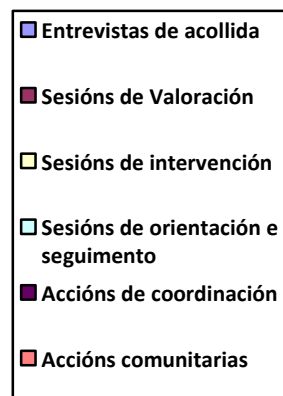 Entrevistas de acollida
Sesións de Valoración
Sesións de intervención
Sesións de orientación e
seguimento
Accións de coordinación
Accións comunitarias